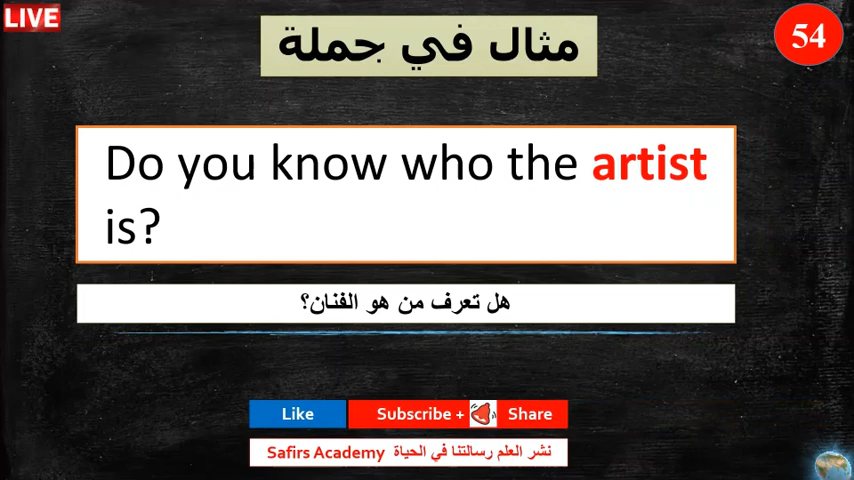 LIVE
مثال في جملة
54
Do you know who the artist
is?
هل تعرف من هو الفنان؟
Like
Subscribe +
Share
Safirs Academy نشر العلم رسالتنا في الحياة